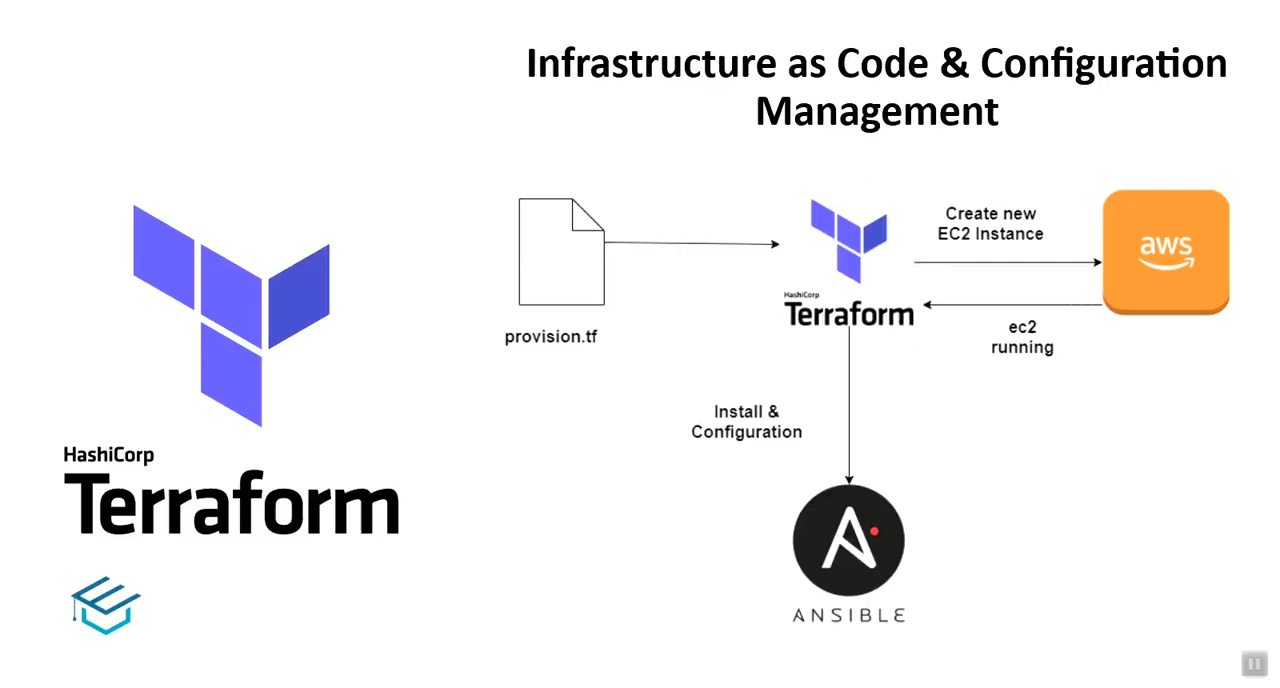 Infrastructure as Code & Configuration
Management
provision.tf
HashiCorp
Terraform
Create new
EC2 Instance
aws
ec2
running
Install &
Configuration
ANSIBLE
HashiCorp
Terraform